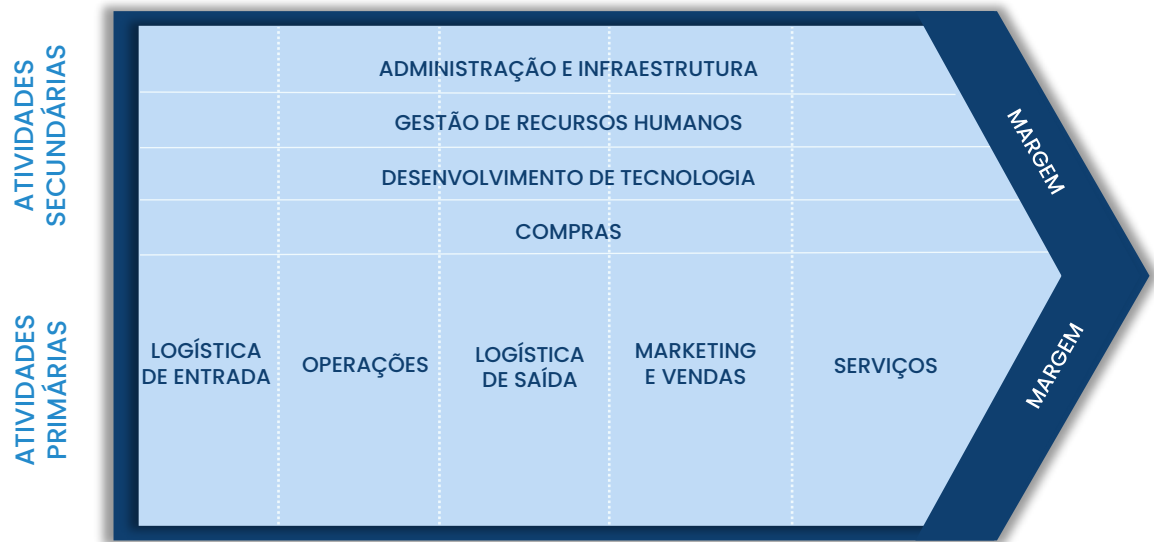 ATIVIDADES
SECUNDÁRIAS
ADMINISTRAÇÃO E INFRAESTRUTURA
GESTÃO DE RECURSOS HUMANOS
DESENVOLVIMENTO DE TECNOLOGIA
COMPRAS
MARGEM
ATIVIDADES
PRIMÁRIAS
LOGÍSTICA
DE ENTRADA
OPERAÇÕES
LOGÍSTICA
DE SAÍDA
MARKETING
E VENDAS
SERVIÇOS
MARGEM